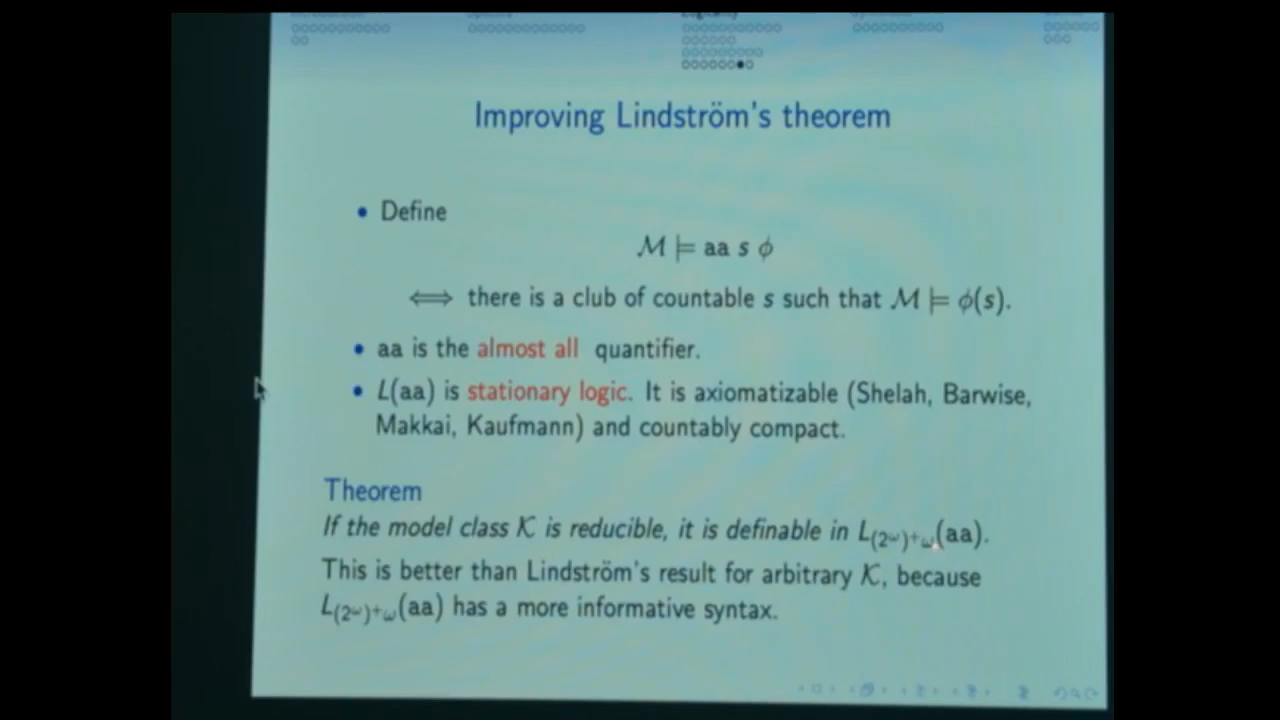 Improving Lindström's theorem
• Define
M ⊨ aa s ϕ
⟺ there is a club of countable s such that M ⊨ ϕ(s).
• aa is the almost all quantifier.
• L(aa) is stationary logic. It is axiomatizable (Shelah, Barwise,
Makkai, Kaufmann) and countably compact.
Theorem
If the model class K is reducible, it is definable in L_{(2^ω)^+ω}(aa).
This is better than Lindström's result for arbitrary K, because
L_{(2^ω)^+ω}(aa) has a more informative syntax.